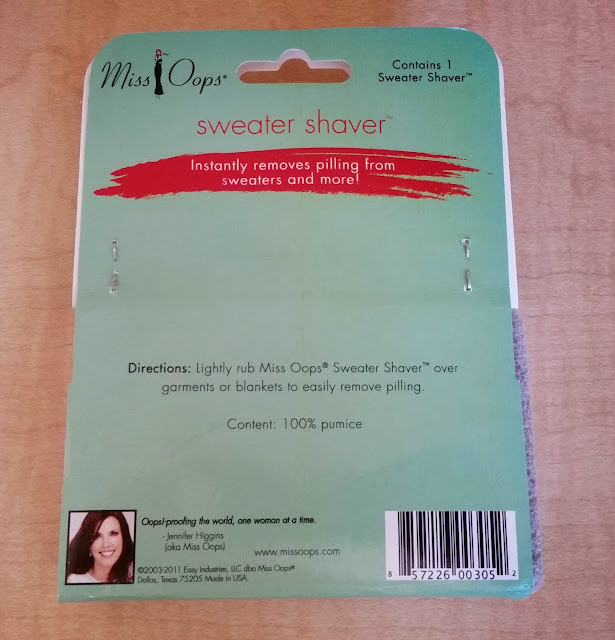 Miss Oops®
Contains 1
Sweater Shaver™
sweater shaver™
Instantly removes pilling from
sweaters and more!
Directions: Lightly rub Miss Oops® Sweater Shaver™ over
garments or blankets to easily remove pilling.
Content: 100% pumice
Oops!-proofing the world, one woman at a time.
- Jennifer Higgins
(aka Miss Oops)
www.missoops.com
©2003-2011 Easy Industries, LLC dba Miss Oops®
Dallas, Texas 75205 Made in USA.
8 57226 00305 2